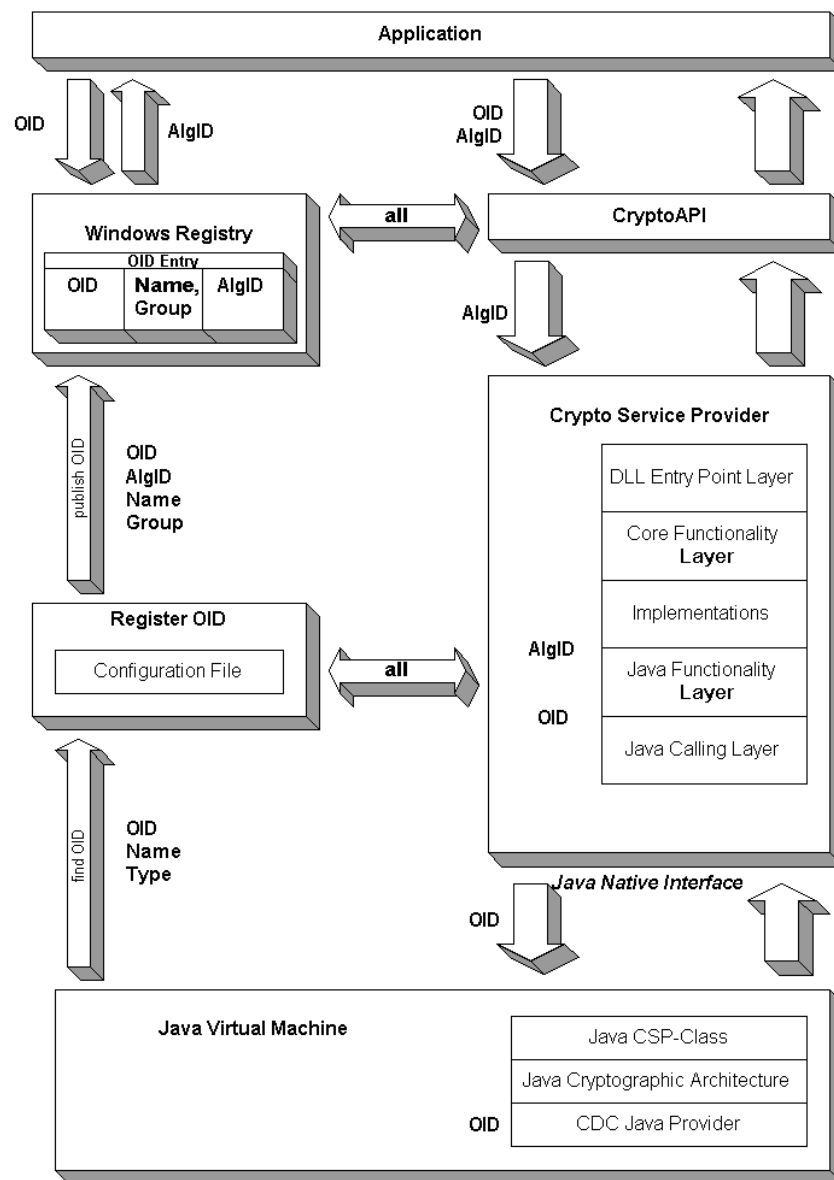 Application
OID
AlgID
OID
AlgID
Windows Registry
OID Entry
OID
Name,
Group
AlgID
all
CryptoAPI
AlgID
publish OID
OID
AlgID
Name
Group
Crypto Service Provider
DLL Entry Point Layer
Core Functionality
Layer
Implementations
Java Functionality
Layer
Java Calling Layer
AlgID
OID
Register OID
Configuration File
all
find OID
OID
Name
Type
Java Native Interface
OID
Java Virtual Machine
Java CSP-Class
Java Cryptographic Architecture
CDC Java Provider
OID